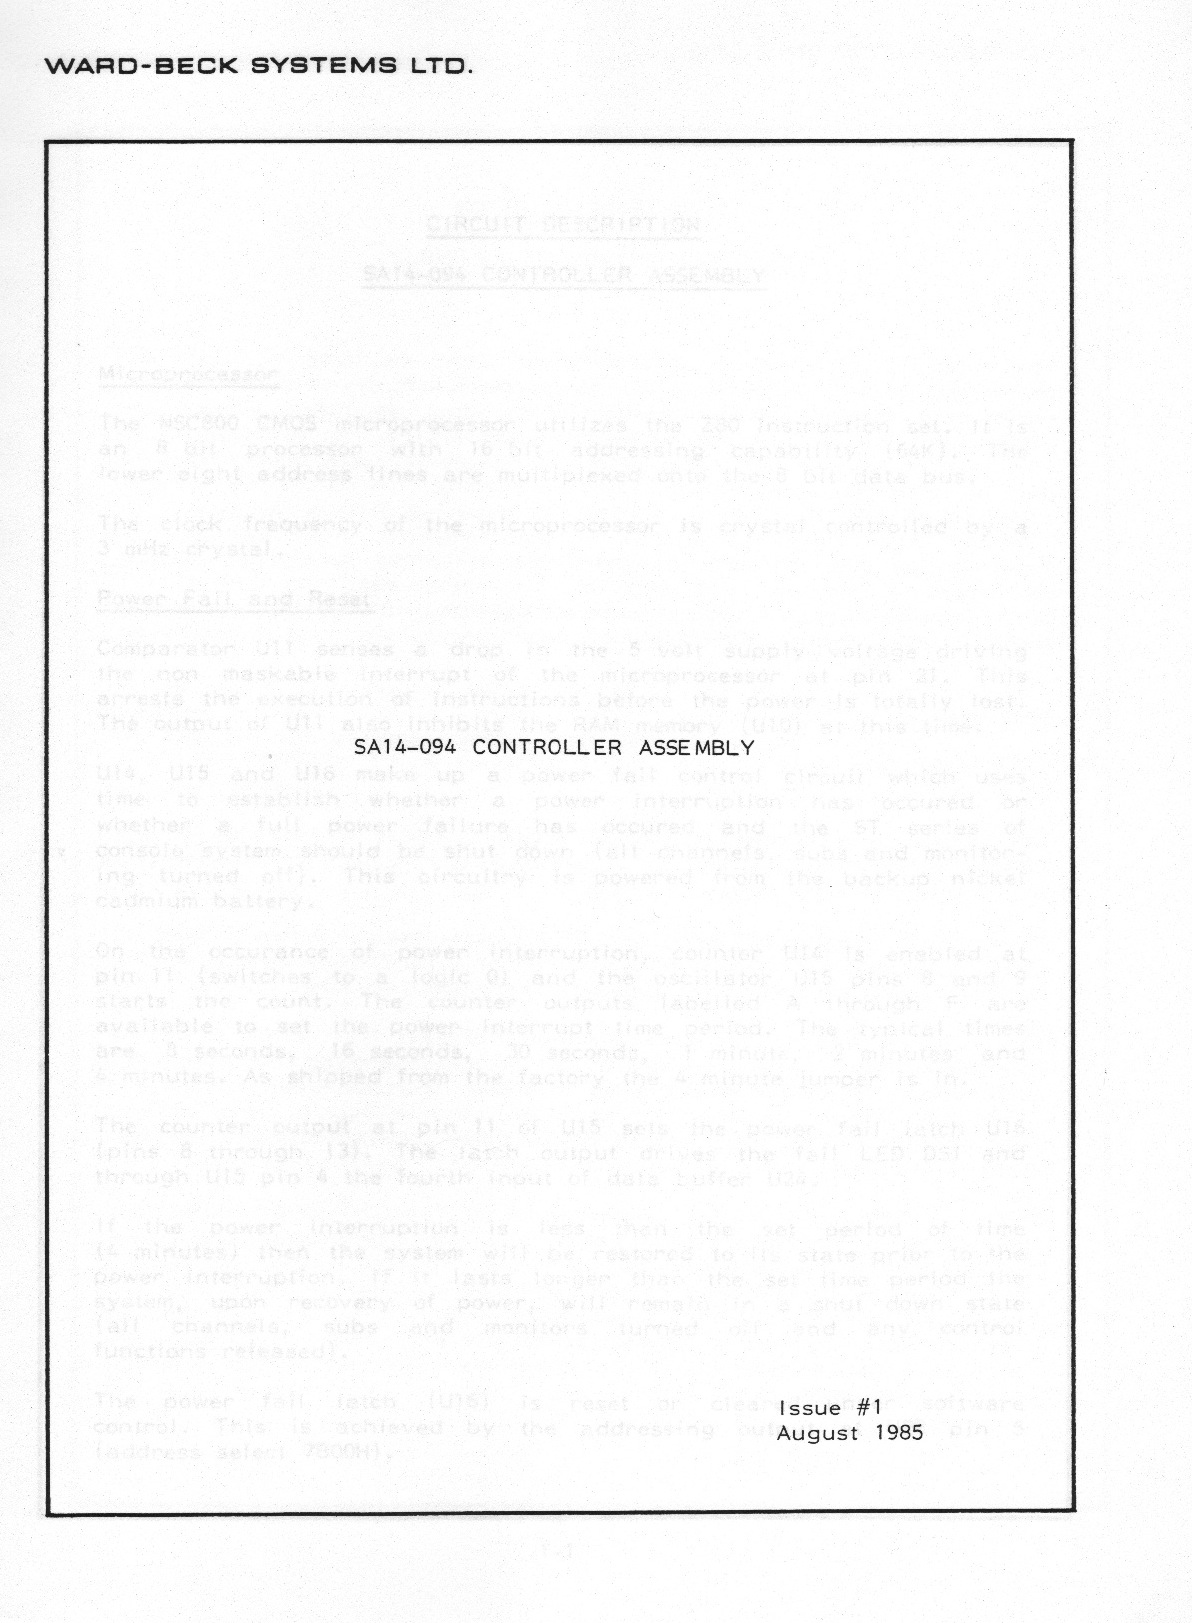 WARD-BECK SYSTEMS LTD.
CIRCUIT DESCRIPTION
SA14-094 CONTROLLER ASSEMBLY
Microprocessor
The NSC800 CMOS microprocessor utilizes the Z80 instruction set. It is
an 8 bit processor with 16 bit addressing capability (64K). The
lower eight address lines are multiplexed onto the 8 bit data bus.
The clock frequency of the microprocessor is crystal controlled by a
3 mHz crystal.
Power Fail and Reset
Comparator U11 senses a drop in the 5 volt supply voltage driving
the non maskable interrupt of the microprocessor at pin 21. This
arrests the execution of instructions before the power is totally lost.
The output of U11 also inhibits the RAM memory (U10) at this time.
SA14-094 CONTROLLER ASSEMBLY
U14, U15 and U16 make up a power fail control circuit which uses
time to establish whether a power interruption has occured or
whether a full power failure has occured and the ST series of
console system should be shut down (all channels, subs and monitor-
ing turned off). This circuitry is powered from the backup nickel
cadmium battery.
On the occurance of power interruption, counter U14 is enabled at
pin 11 (switches to a logic 0) and the oscillator U15 pins 8 and 9
starts the count. The counter outputs labelled A through F are
available to set the power interrupt time period. The typical times
are 8 seconds, 16 seconds, 30 seconds, 1 minute, 2 minutes and
4 minutes. As shipped from the factory the 4 minute jumper is in.
The counter output at pin 11 of U15 sets the power fail latch U16
(pins 8 through 13). The latch output drives the fail LED DS1 and
through U15 pin 4 the fourth input of data buffer U24.
If the power interruption is less than the set period of time
(4 minutes) then the system will be restored to its state prior to the
power interruption. If it lasts longer than the set time period the
system, upon recovery of power, will remain in a shut down state
(all channels, subs and monitors turned off and any control
functions released).
The power fail latch (U16) is reset or cleared under software
control. This is achieved by the addressing output pin 5
(address select 7800H).
Issue #1
August 1985